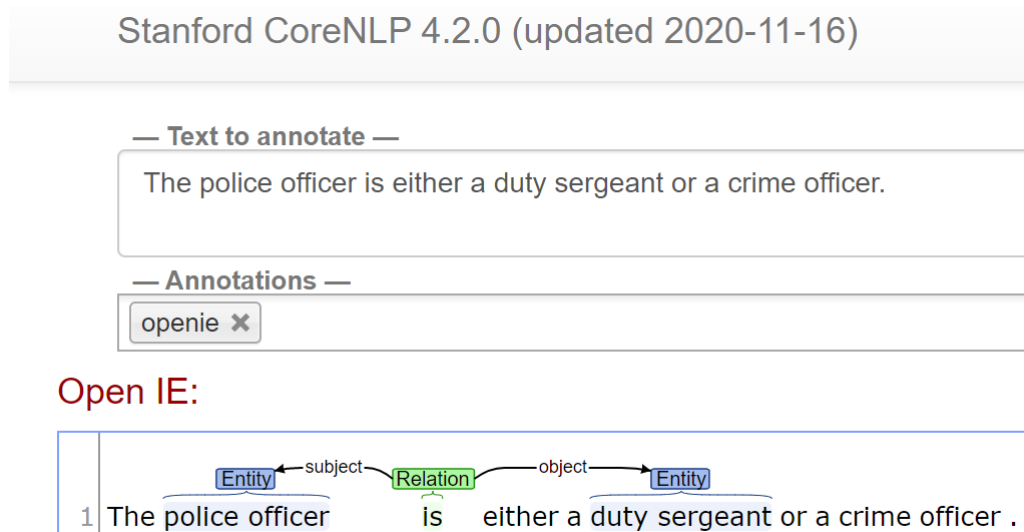 Stanford CoreNLP 4.2.0 (updated 2020-11-16)
— Text to annotate —
The police officer is either a duty sergeant or a crime officer.
— Annotations —
openie ✖
Open IE:
Entity subject Relation object Entity
1 The police officer is either a duty sergeant or a crime officer .